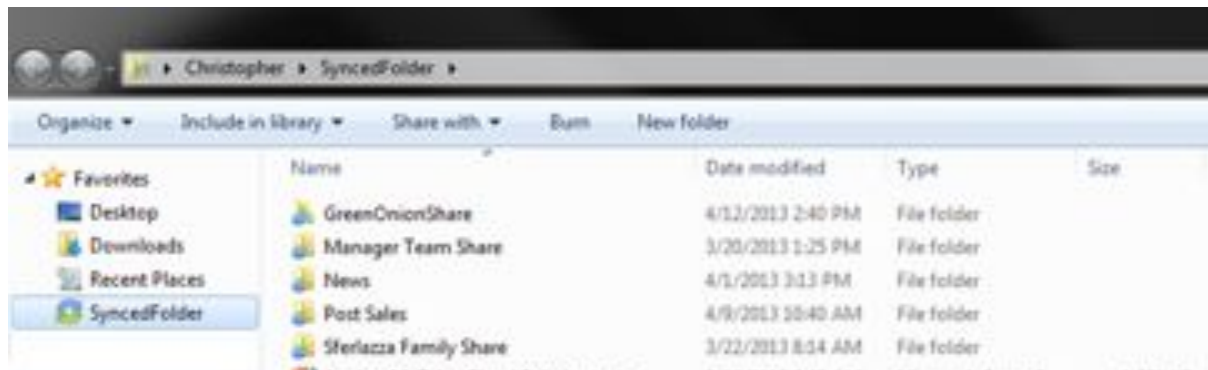 Christopher SyncedFolder
Organize Include in library Share with Burn New folder
Favorites Name Date modified Type Size
Desktop GreenOnionShare 4/12/2013 2:40 PM File folder
Downloads Manager Team Share 3/20/2013 1:25 PM File folder
Recent Places News 4/1/2013 3:13 PM File folder
SyncedFolder Post Sales 4/9/2013 10:40 AM File folder
Sferlazza Family Share 3/22/2013 8:14 AM File folder